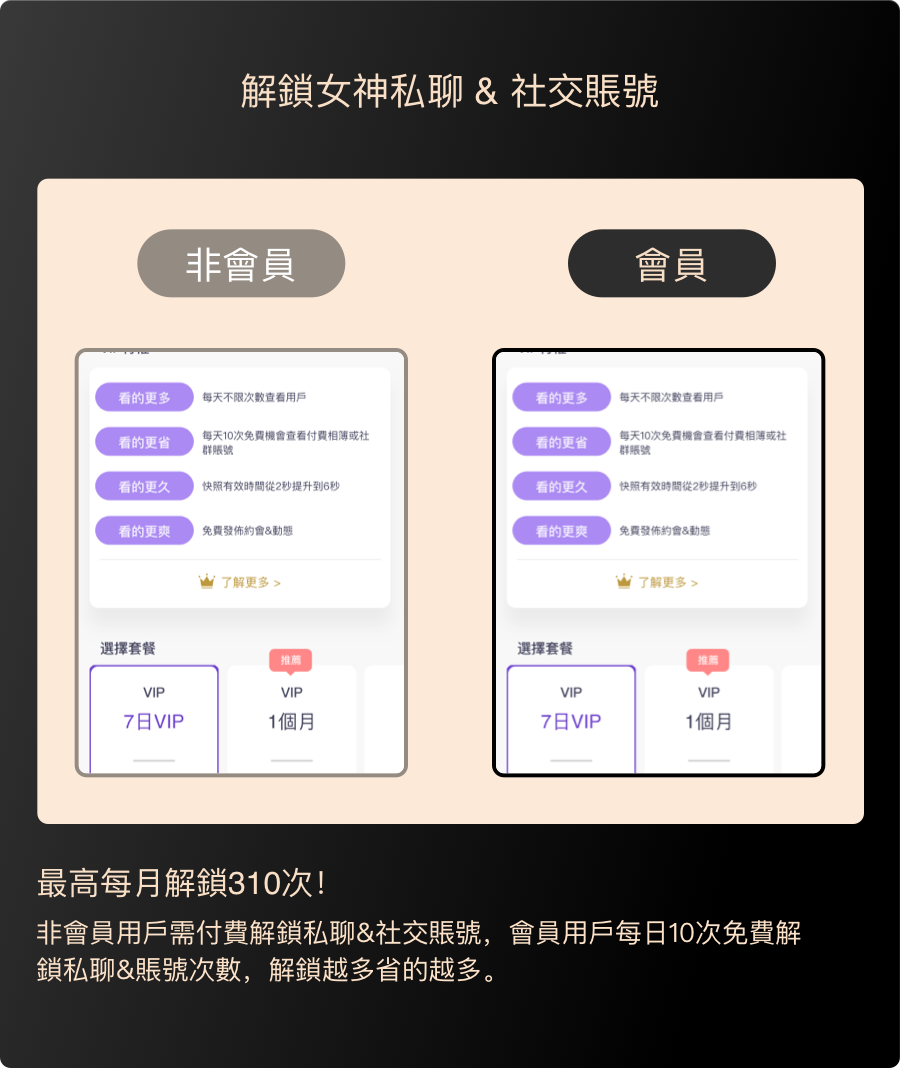 解鎖女神私聊 & 社交賬號
非會員
會員
看的更多 每天不限次數查看用戶
看的更省 每天10次免費機會查看付費相薄或社
群賬號
看的更久 快照有效時間從2秒提升到6秒
看的更爽 免費發佈約會&動態
了解更多 >
選擇套餐
推薦
VIP
7日VIP
VIP
1個月
看的更多 每天不限次數查看用戶
看的更省 每天10次免費機會查看付費相薄或社
群賬號
看的更久 快照有效時間從2秒提升到6秒
看的更爽 免費發佈約會&動態
了解更多 >
選擇套餐
推薦
VIP
7日VIP
VIP
1個月
最高每月解鎖310次！
非會員用戶需付費解鎖私聊&社交賬號，會員用戶每日10次免費解
鎖私聊&賬號次數，解鎖越多省的越多。